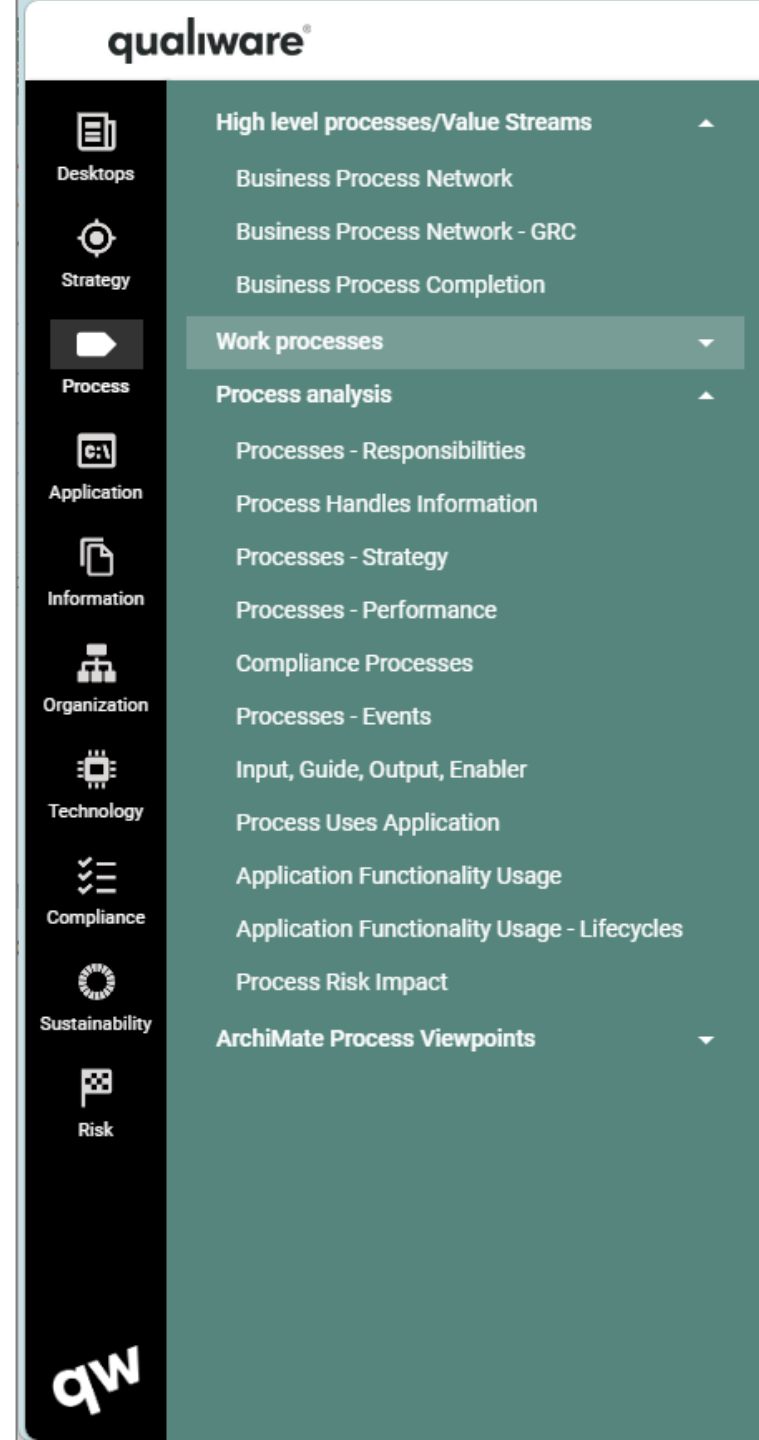 qualiware®
Desktops
Strategy
Process
C:\
Application
Information
Organization
Technology
Compliance
Sustainability
Risk
qw
High level processes/Value Streams
Business Process Network
Business Process Network - GRC
Business Process Completion
Work processes
Process analysis
Processes - Responsibilities
Process Handles Information
Processes - Strategy
Processes - Performance
Compliance Processes
Processes - Events
Input, Guide, Output, Enabler
Process Uses Application
Application Functionality Usage
Application Functionality Usage - Lifecycles
Process Risk Impact
ArchiMate Process Viewpoints